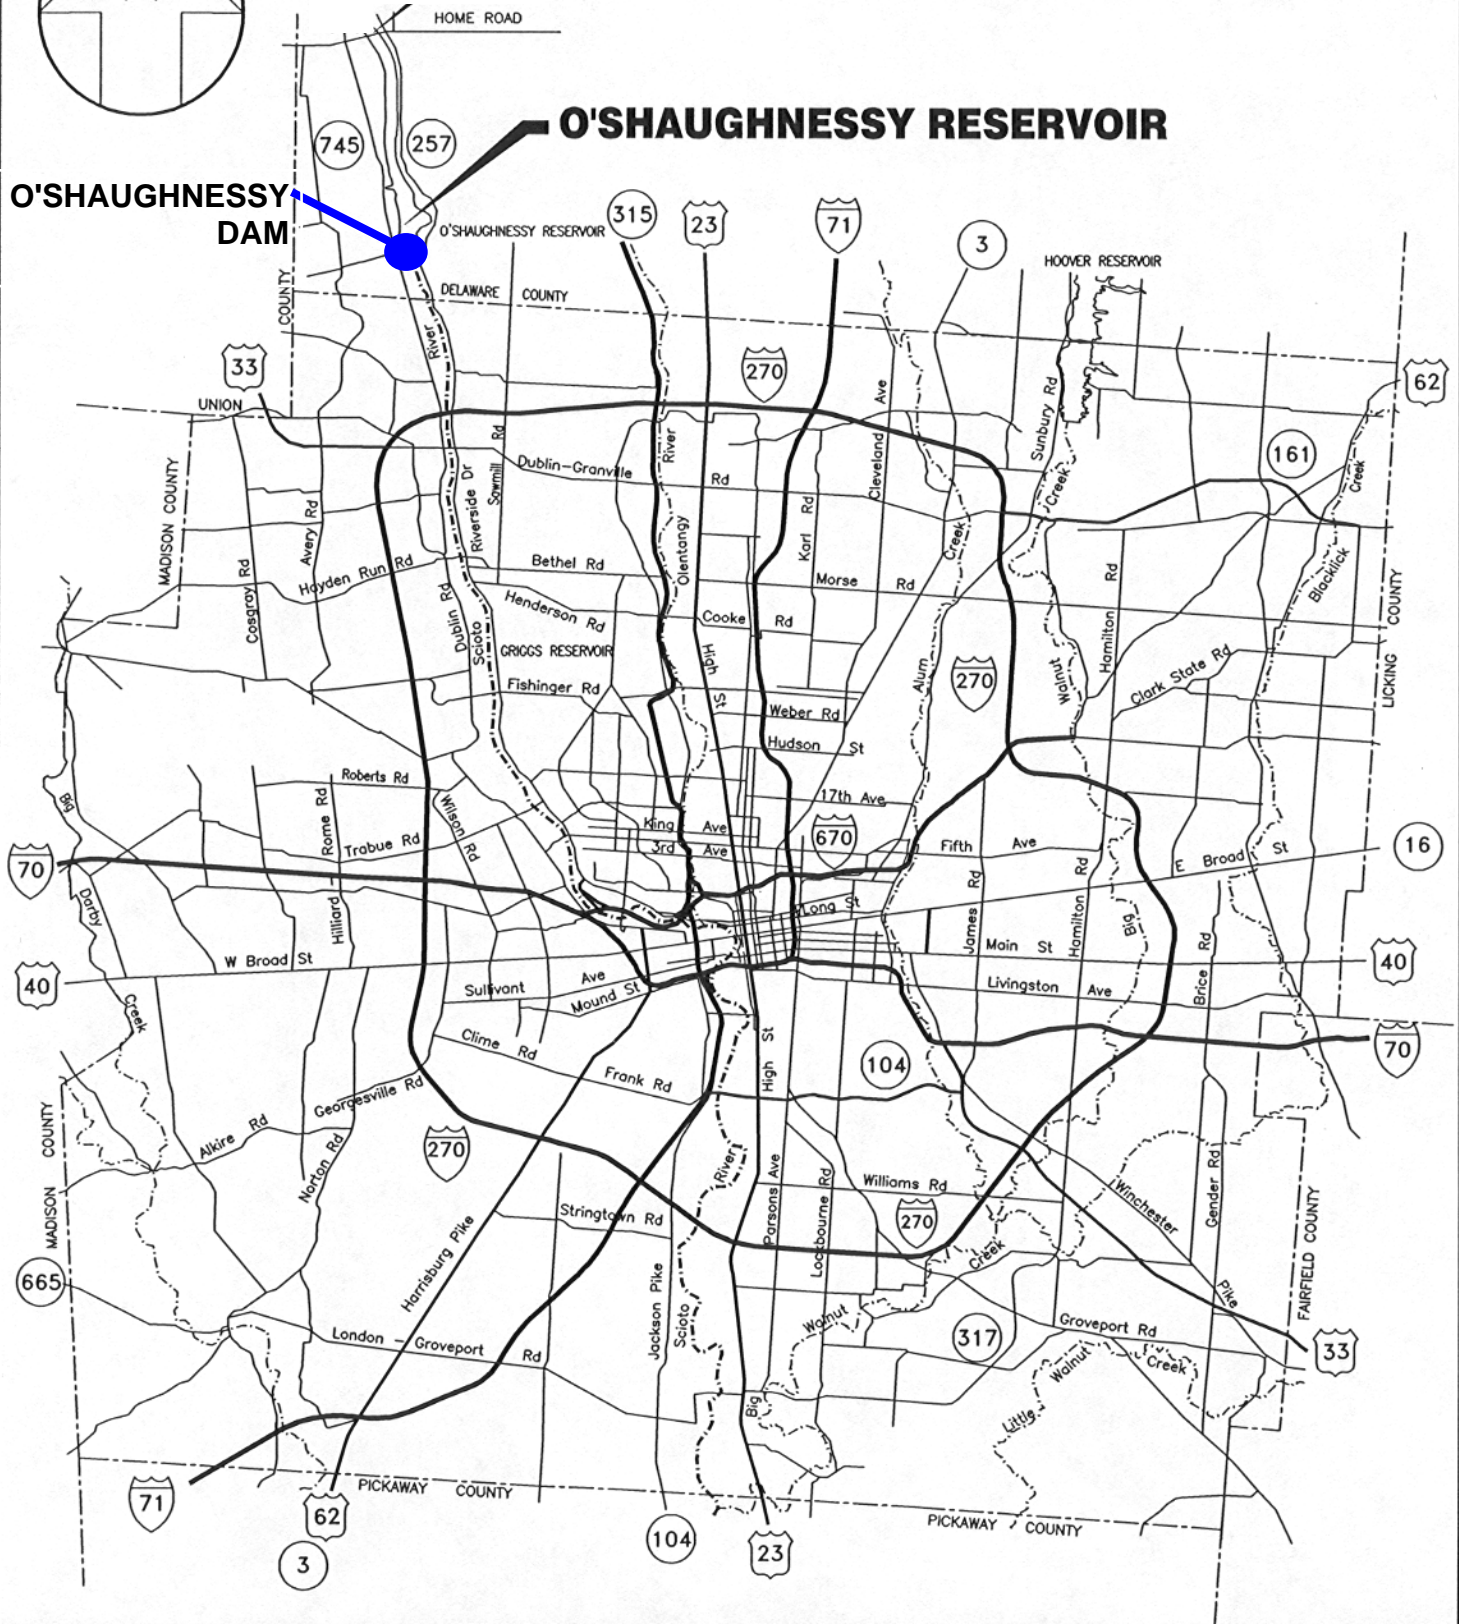 HOME ROAD
O'SHAUGHNESSY RESERVOIR
745
257
O'SHAUGHNESSY
DAM
O'SHAUGHNESSY RESERVOIR
315
23
71
3
HOOVER RESERVOIR
COUNTY
DELAWARE COUNTY
River
33
270
62
UNION
Ave
Sunbury Rd
161
Rd
Sawmill
River
Cleveland
Creek
MADISON COUNTY
Dublin-Granville
Rd
Riverside Dr
Avery Rd
Karl Rd
Creek
Creek
Olentangy
Bethel Rd
Hayden Run Rd
Morse Rd
Hamilton Rd
Blacklick
Cosgray Rd
Dublin Rd
Scioto
Henderson Rd
Cooke Rd
LICKING COUNTY
GRIGGS RESERVOIR
High St
Alum
270
Walnut
Clark State Rd
Fishinger Rd
Weber Rd
Hudson St
Roberts Rd
Rome Rd
Wilson Rd
17th Ave
Big
King Ave
670
Trabue Rd
3rd Ave
Fifth Ave
16
E Broad St
70
Darby
Hilliard
Long St
James Rd
Hamilton Rd
Big
W Broad St
Main St
Brice Rd
40
40
Sullivant Ave
Livingston Ave
Mound St
Creek
Clime Rd
High St
104
70
Frank Rd
Georgesville Rd
MADISON COUNTY
Alkire Rd
270
Norton Rd
River
Parsons Ave
Lockbourne Rd
Williams Rd
Winchester
Gender Rd
Stringtown Rd
270
Harrisburg Pike
Creek
FAIRFIELD COUNTY
665
Jackson Pike
Scioto
Pike
Walnut
London - Groveport Rd
317
Groveport Rd
33
Walnut
Creek
Big
Little
PICKAWAY COUNTY
71
62
3
104
23
PICKAWAY COUNTY